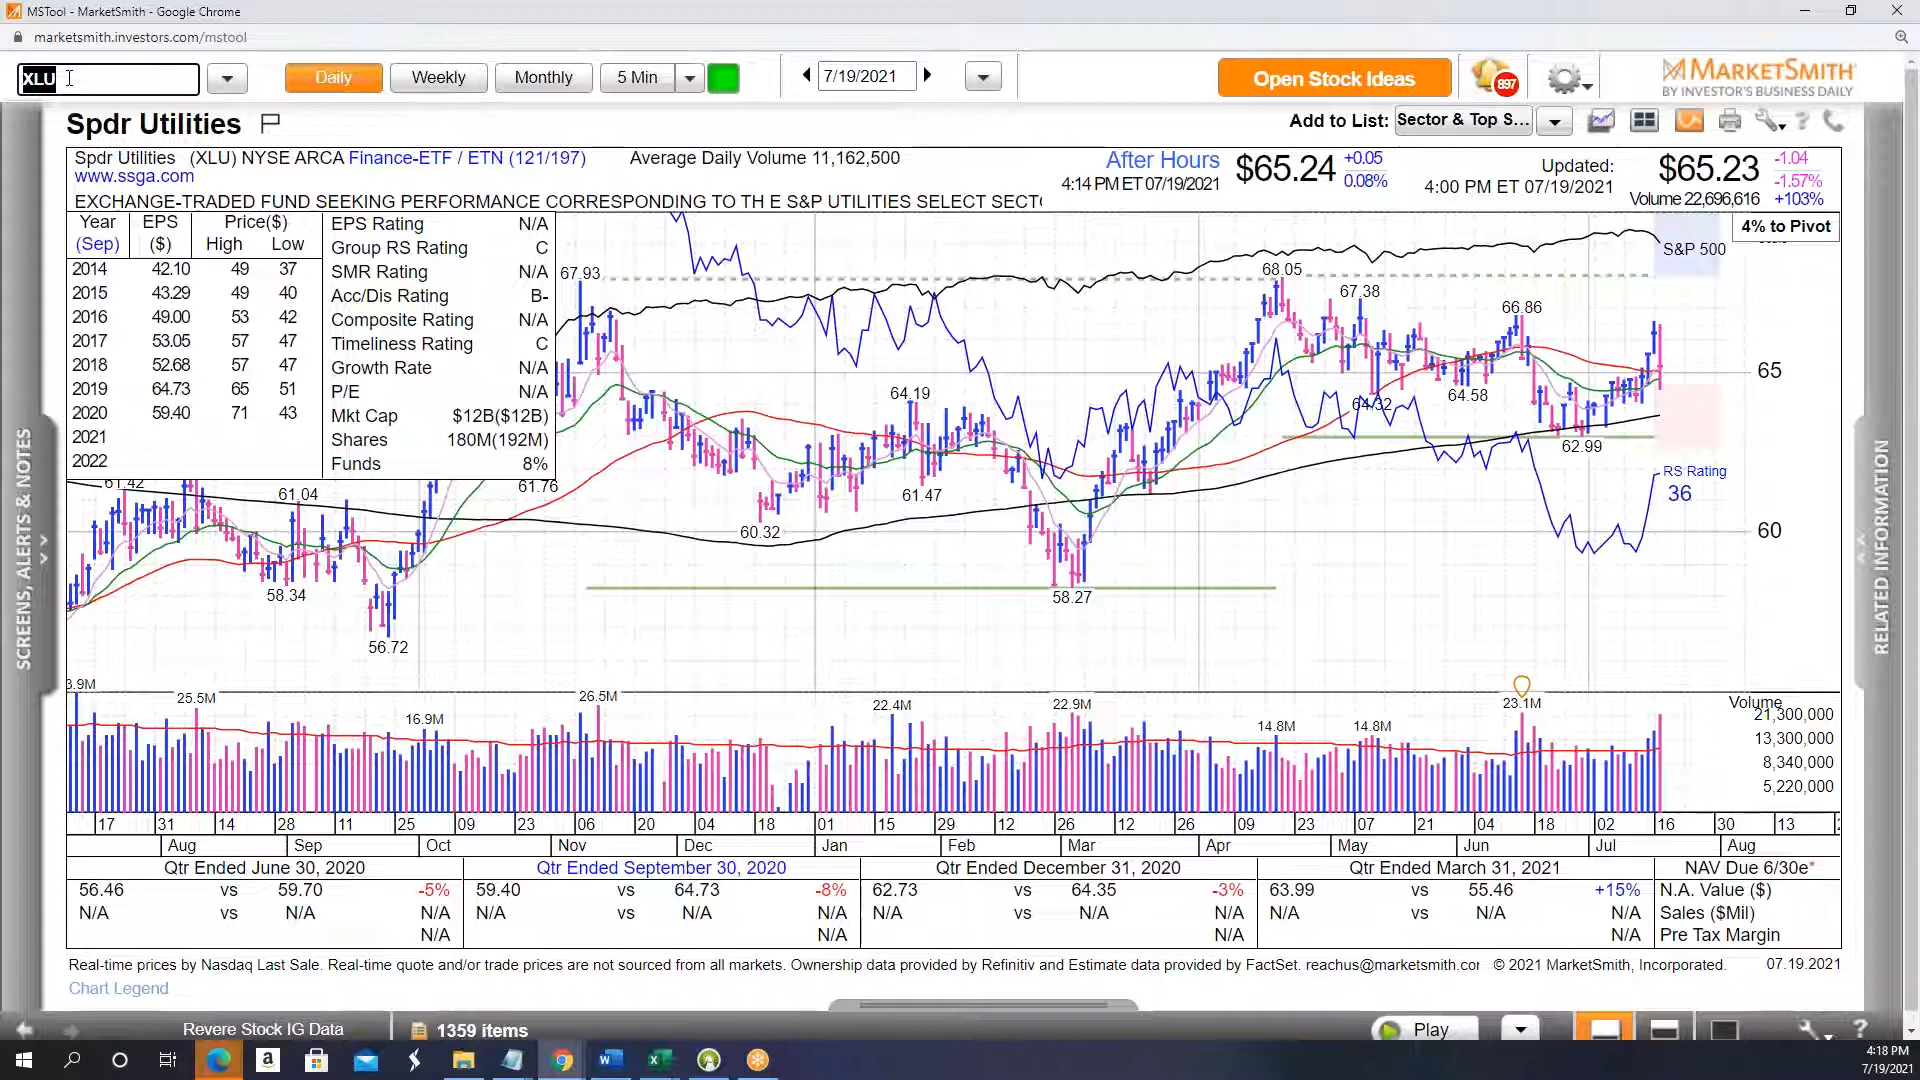 MSTool - MarketSmith - Google Chrome
marketsmith.investors.com/mstool
XLU Daily Weekly Monthly 5 Min 7/19/2021 Open Stock Ideas 897 MARKETSMITH
BY INVESTOR'S BUSINESS DAILY
Spdr Utilities Add to List: Sector & Top S...
Spdr Utilities (XLU) NYSE ARCA Finance-ETF / ETN (121/197) Average Daily Volume 11,162,500
www.ssga.com
After Hours $65.24 +0.05
4:14 PM ET 07/19/2021 0.08%
Updated: $65.23 -1.04
4:00 PM ET 07/19/2021 -1.57%
Volume 22,696,616 +103%
EXCHANGE-TRADED FUND SEEKING PERFORMANCE CORRESPONDING TO TH E S&P UTILITIES SELECT SECT
Year EPS Price($)
(Sep) ($) High Low
2014 42.10 49 37
2015 43.29 49 40
2016 49.00 53 42
2017 53.05 57 47
2018 52.68 57 47
2019 64.73 65 51
2020 59.40 71 43
2021
2022
EPS Rating N/A
Group RS Rating C
SMR Rating N/A
Acc/Dis Rating B-
Composite Rating N/A
Timeliness Rating C
Growth Rate N/A
P/E N/A
Mkt Cap $12B($12B)
Shares 180M(192M)
Funds 8%
4% to Pivot
S&P 500
67.93 68.05 67.38 66.86
65
64.19 64.32 64.58
62.99
RS Rating
36
61.42 61.04 61.76 61.47
60.32 60
58.34 58.27
56.72
3.9M 25.5M 16.9M 26.5M 22.4M 22.9M 14.8M 14.8M 23.1M
Volume
21,300,000
13,300,000
8,340,000
5,220,000
17 31 14 28 11 25 09 23 06 20 04 18 01 15 29 12 26 12 26 09 23 07 21 04 18 02 16 30 13
Aug Sep Oct Nov Dec Jan Feb Mar Apr May Jun Jul Aug
Qtr Ended June 30, 2020 Qtr Ended September 30, 2020 Qtr Ended December 31, 2020 Qtr Ended March 31, 2021 NAV Due 6/30e*
56.46 vs 59.70 -5% 59.40 vs 64.73 -8% 62.73 vs 64.35 -3% 63.99 vs 55.46 +15% N.A. Value ($)
N/A vs N/A N/A N/A vs N/A N/A N/A vs N/A N/A N/A vs N/A N/A Sales ($Mil)
N/A N/A N/A N/A Pre Tax Margin
Real-time prices by Nasdaq Last Sale. Real-time quote and/or trade prices are not sourced from all markets. Ownership data provided by Refinitiv and Estimate data provided by FactSet. reachus@marketsmith.cor © 2021 MarketSmith, Incorporated. 07.19.2021
Chart Legend
SCREENS, ALERTS & NOTES
RELATED INFORMATION
Revere Stock IG Data 1359 items Play
4:18 PM
7/19/2021